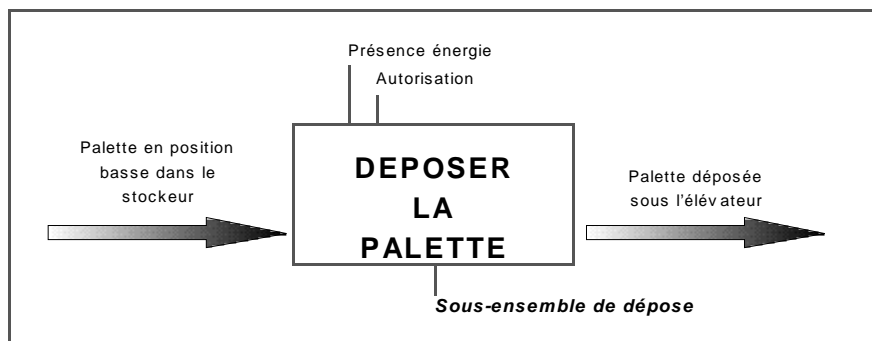 Présence énergie
Autorisation
Palette en position
basse dans le
stockeur
DEPOSER
LA
PALETTE
Palette déposée
sous l'élévateur
Sous-ensemble de dépose